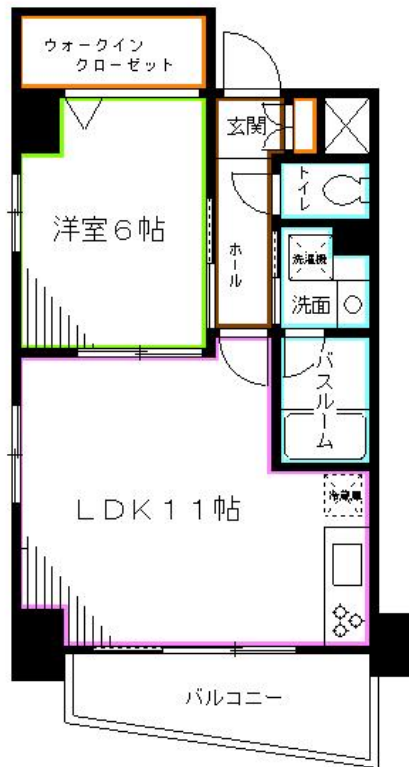 ウォークイン
クローゼット
玄関
トイレ
洋室6帖
ホール
洗濯機
洗面
バスルーム
LDK11帖
冷蔵庫
バルコニー